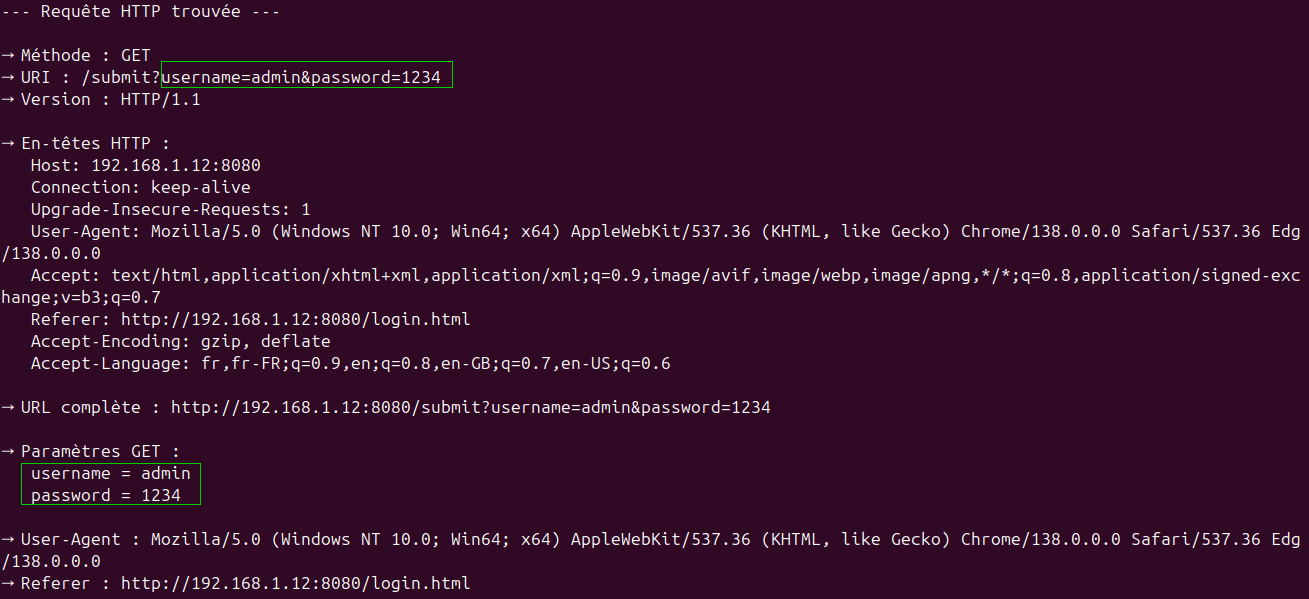 --- Requête HTTP trouvée ---
→ Méthode : GET
→ URI : /submit?username=admin&password=1234
→ Version : HTTP/1.1
→ En-têtes HTTP :
Host: 192.168.1.12:8080
Connection: keep-alive
Upgrade-Insecure-Requests: 1
User-Agent: Mozilla/5.0 (Windows NT 10.0; Win64; x64) AppleWebKit/537.36 (KHTML, like Gecko) Chrome/138.0.0.0 Safari/537.36 Edg
/138.0.0.0
Accept: text/html,application/xhtml+xml,application/xml;q=0.9,image/avif,image/webp,image/apng,*/*;q=0.8,application/signed-exc
hange;v=b3;q=0.7
Referer: http://192.168.1.12:8080/login.html
Accept-Encoding: gzip, deflate
Accept-Language: fr,fr-FR;q=0.9,en;q=0.8,en-GB;q=0.7,en-US;q=0.6
→ URL complète : http://192.168.1.12:8080/submit?username=admin&password=1234
→ Paramètres GET :
username = admin
password = 1234
→ User-Agent : Mozilla/5.0 (Windows NT 10.0; Win64; x64) AppleWebKit/537.36 (KHTML, like Gecko) Chrome/138.0.0.0 Safari/537.36 Edg
/138.0.0.0
→ Referer : http://192.168.1.12:8080/login.html